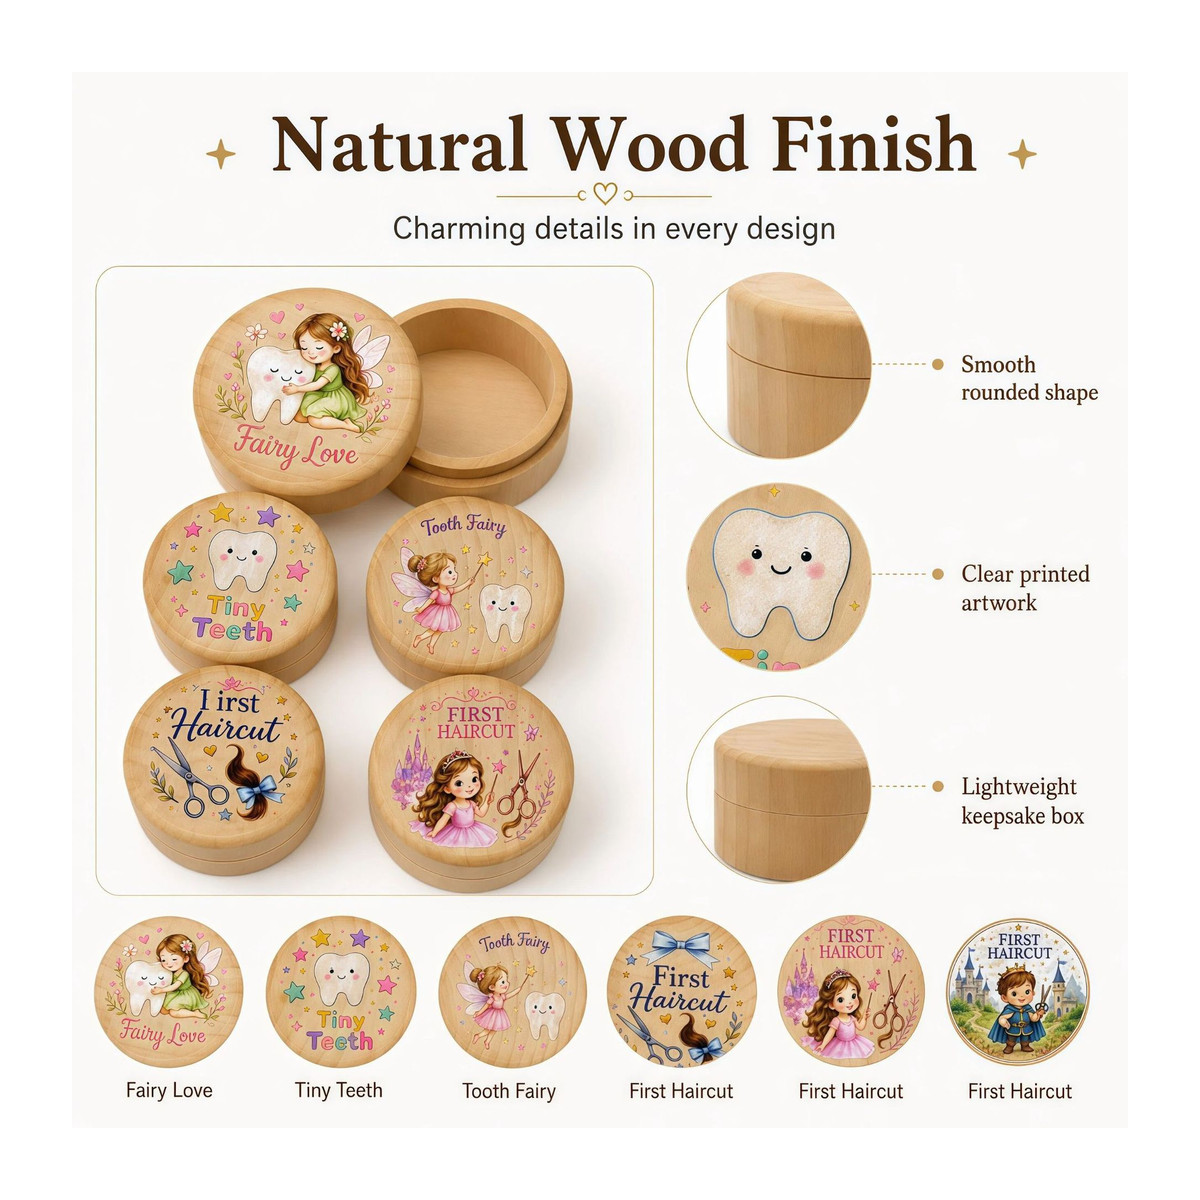 Natural Wood Finish
Charming details in every design
Fairy Love
Tiny
Teeth
Tooth Fairy
I irst
Haircut
FIRST
HAIRCUT
Smooth
rounded shape
Clear printed
artwork
Lightweight
keepsake box
Fairy Love
Tiny
Teeth
Tooth Fairy
First
Haircut
FIRST
HAIRCUT
FIRST
HAIRCUT
Fairy Love
Tiny Teeth
Tooth Fairy
First Haircut
First Haircut
First Haircut